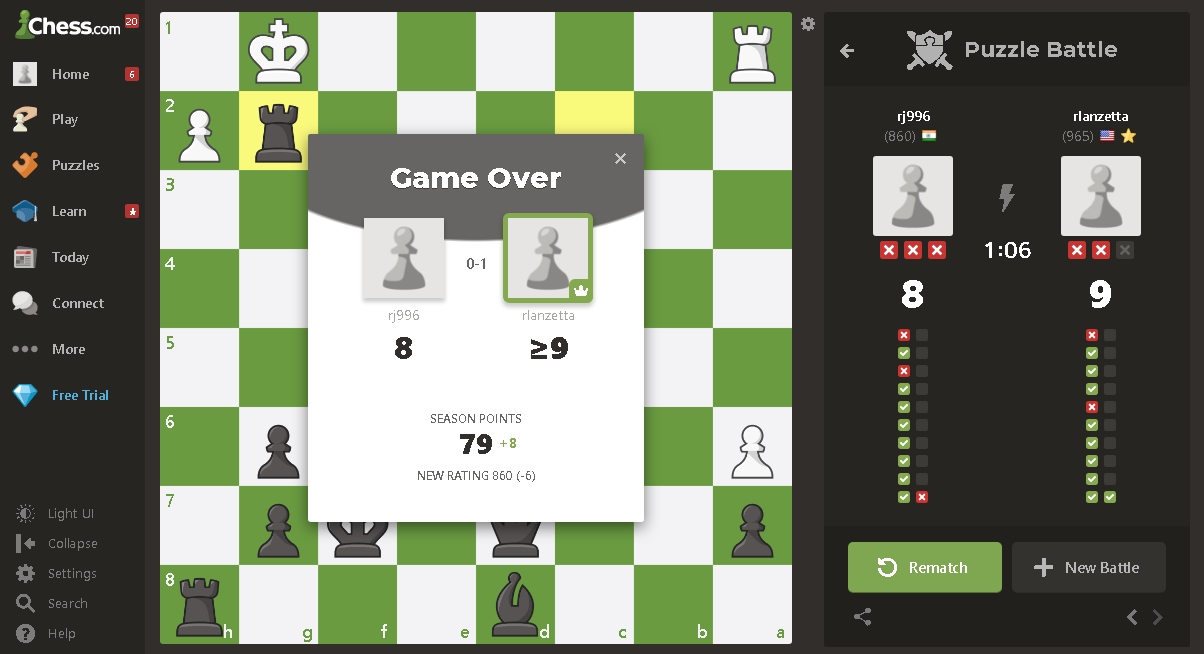 Chess.com 20
Home 6
Play
Puzzles
Learn
Today
Connect
More
Free Trial
Light UI
Collapse
Settings
Search
Help
1
2
3
4
5
6
7
8
h g f e d c b a
Game Over
0-1
rj996 rlanzetta
8 ≥9
SEASON POINTS
79 +8
NEW RATING 860 (-6)
Puzzle Battle
rj996 rlanzetta
(860) (965)
1:06
8 9
Rematch New Battle